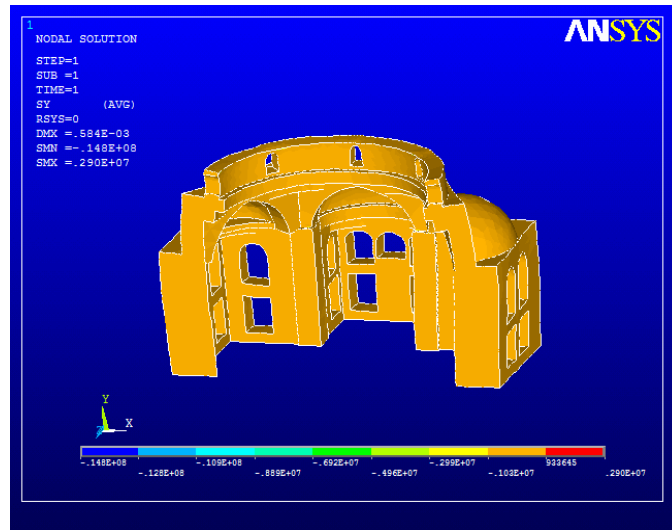 1
ANSYS
NODAL SOLUTION
STEP=1
SUB =1
TIME=1
SY (AVG)
RSYS=0
DMX =.584E-03
SMN =-.148E+08
SMX =.290E+07
Y
X
Z
-.148E+08 -.109E+08 -.692E+07 -.299E+07 933645
-.128E+08 -.889E+07 -.496E+07 -.103E+07 .290E+07